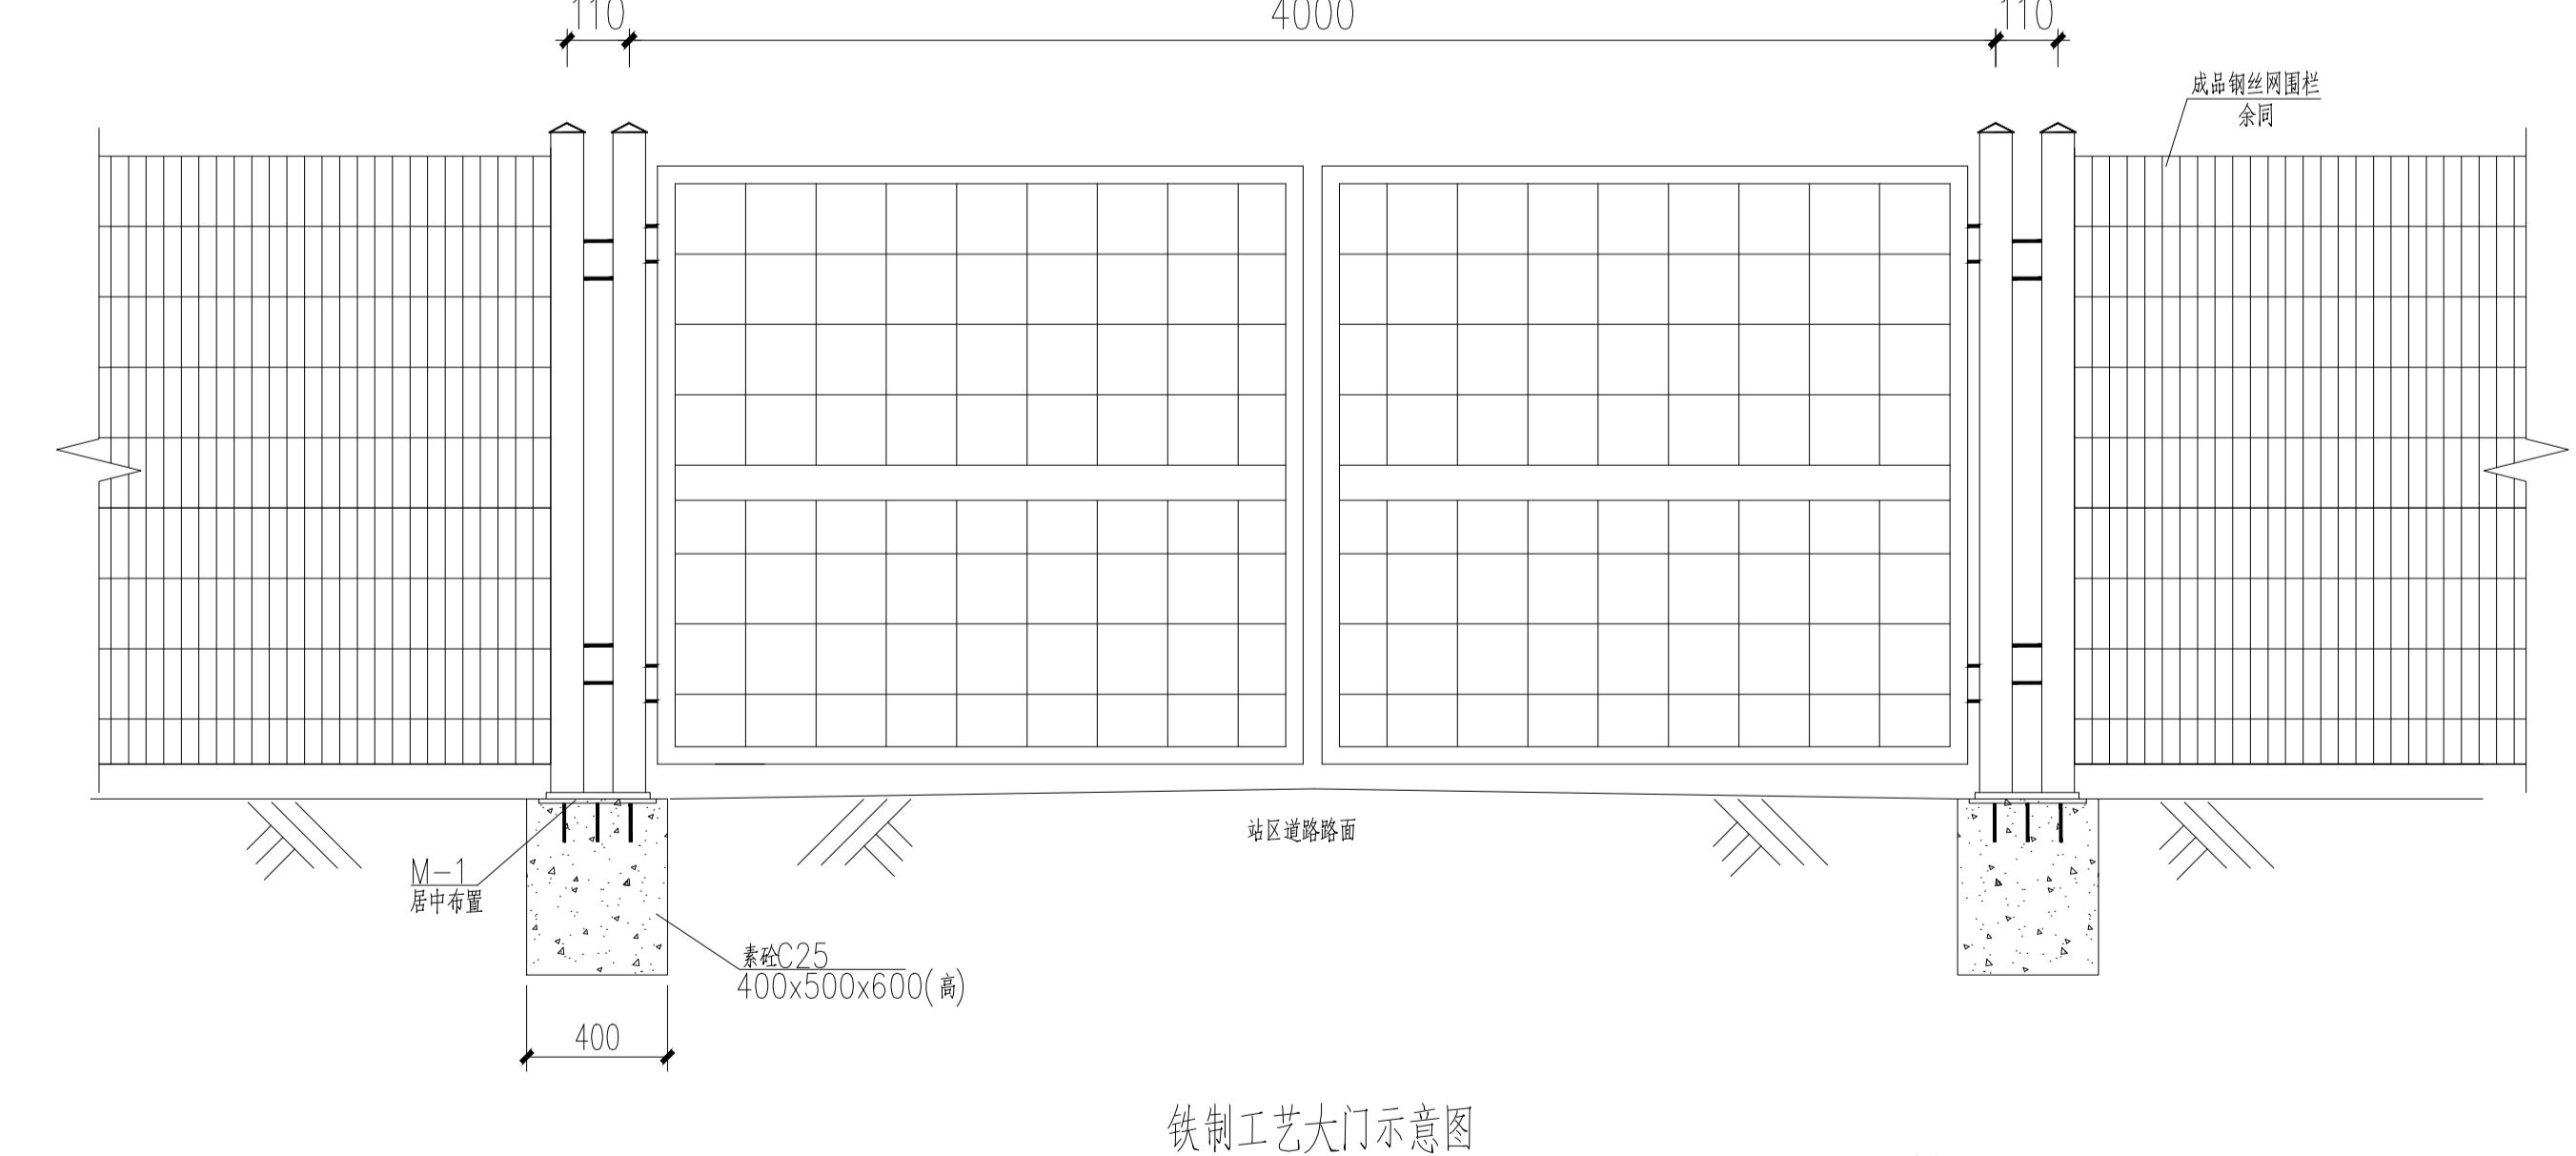 110
4000
110
成品钢丝网围栏
余同
站区道路路面
M-1
居中布置
素砼C25
400x500x600(高)
400
铁制工艺大门示意图